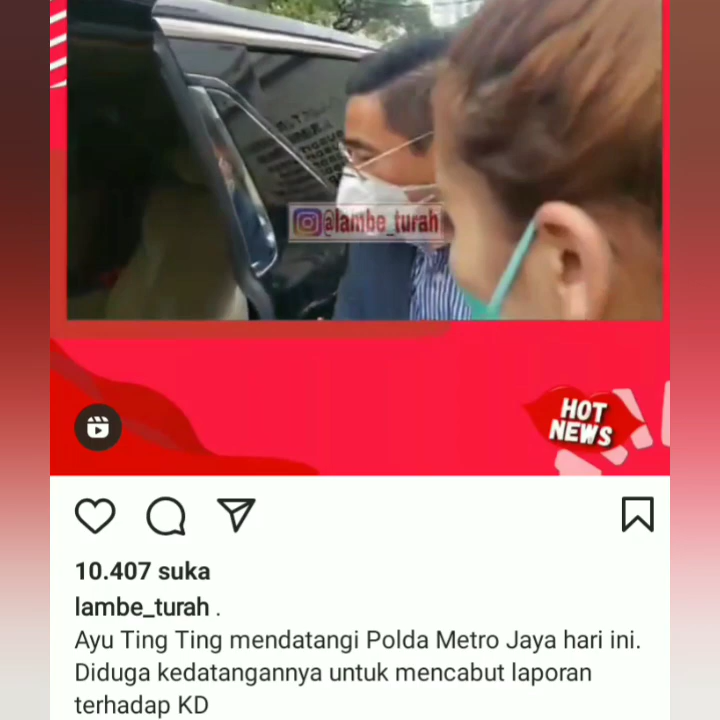 @lambe_turah
HOT
NEWS
10.407 suka
lambe_turah .
Ayu Ting Ting mendatangi Polda Metro Jaya hari ini.
Diduga kedatangannya untuk mencabut laporan
terhadap KD